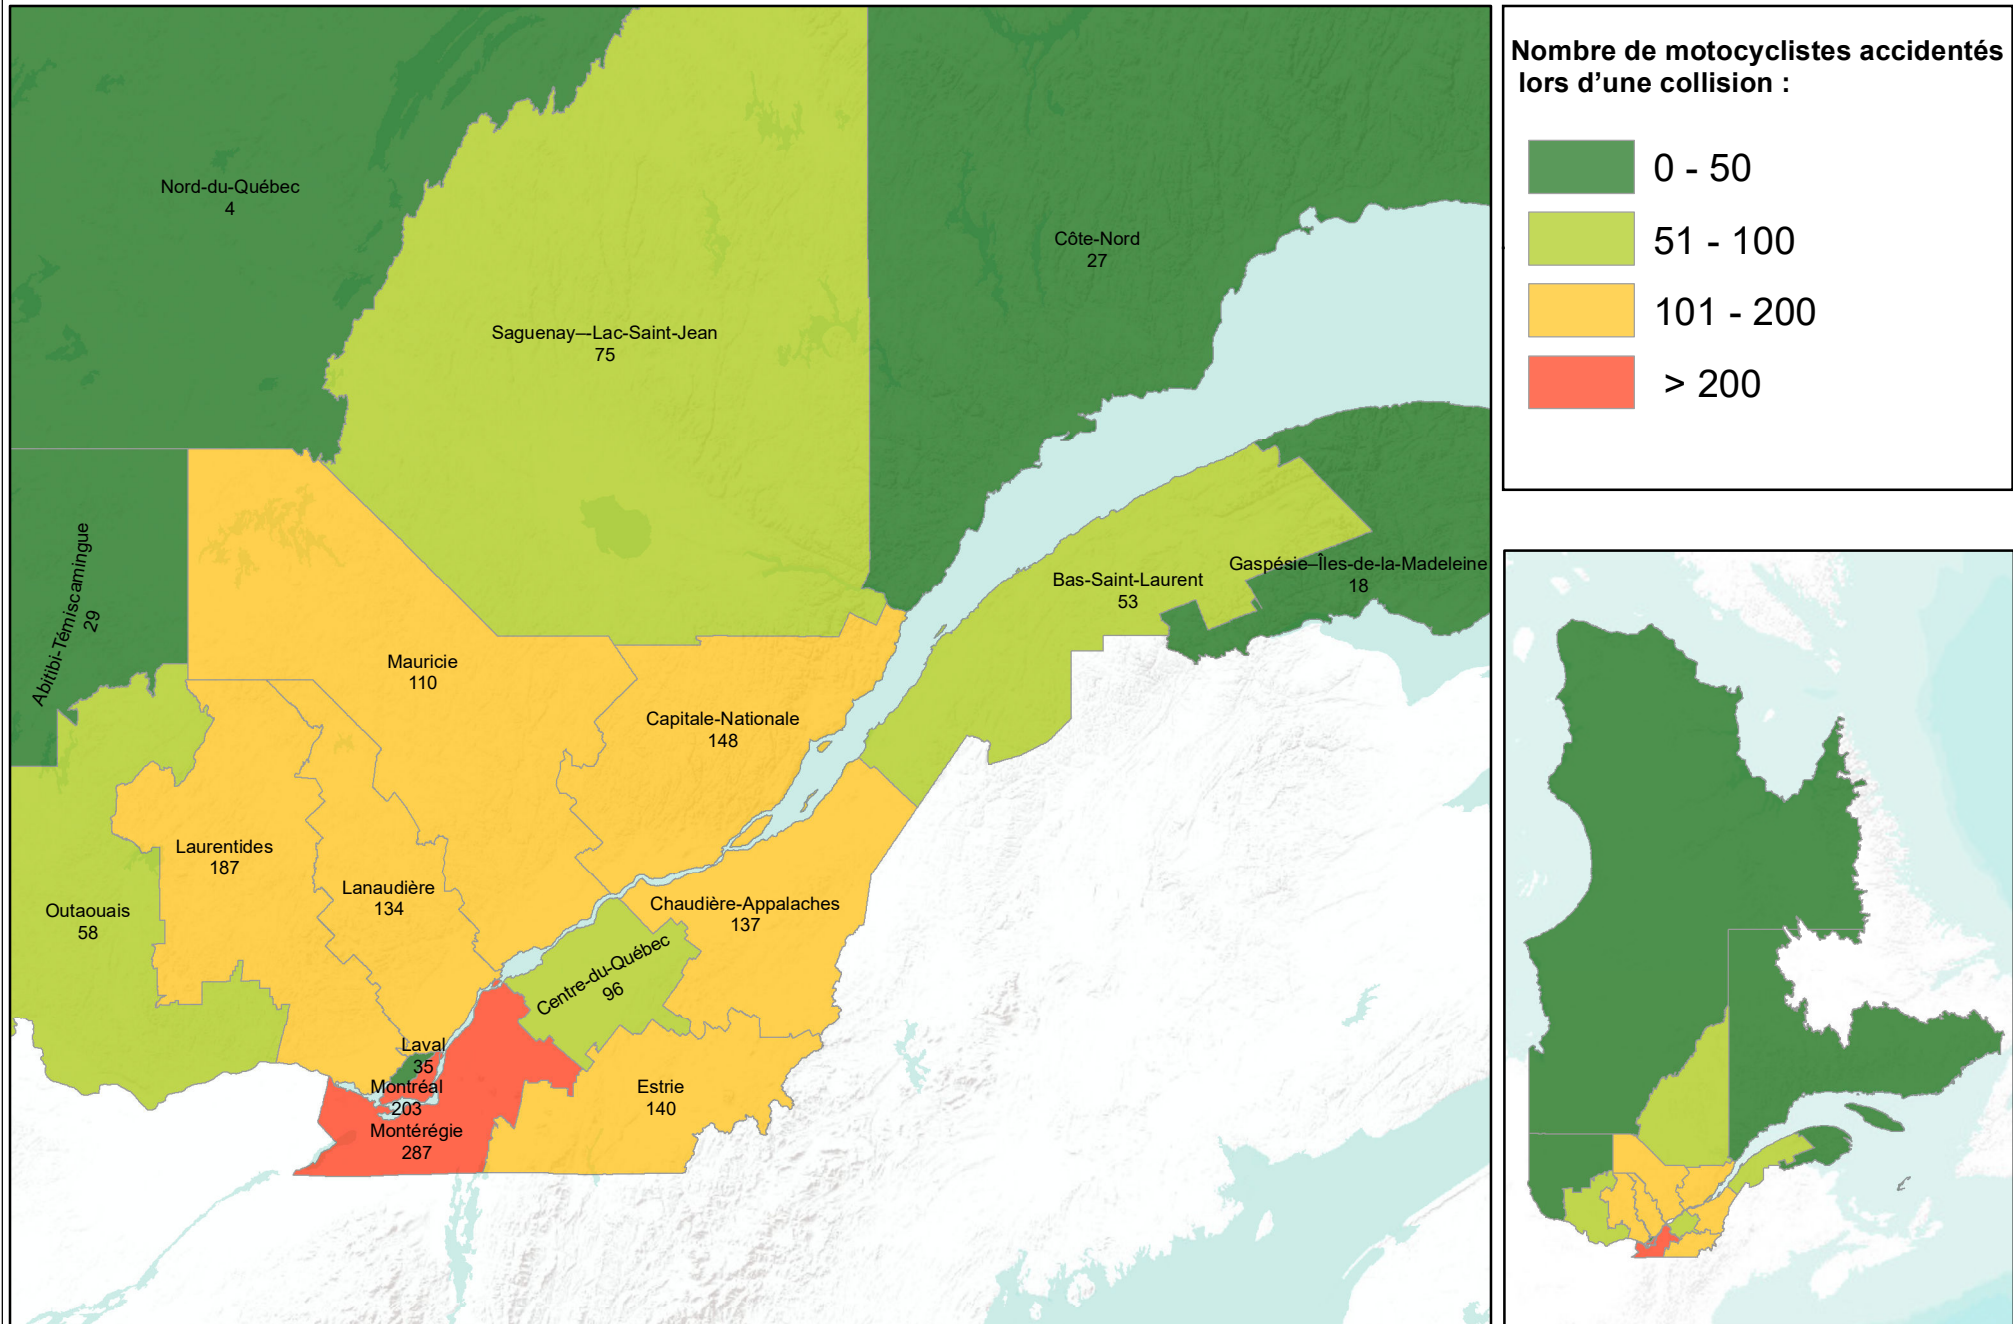 Nombre de motocyclistes accidentés
lors d’une collision :
0 - 50
51 - 100
101 - 200
> 200
Nord-du-Québec
4
Côte-Nord
27
Saguenay—Lac-Saint-Jean
75
Abitibi-Témiscamingue
29
Gaspésie–Îles-de-la-Madeleine
18
Bas-Saint-Laurent
53
Mauricie
110
Capitale-Nationale
148
Laurentides
187
Lanaudière
134
Chaudière-Appalaches
137
Outaouais
58
Centre-du-Québec
96
Laval
35
Montréal
203
Montérégie
287
Estrie
140